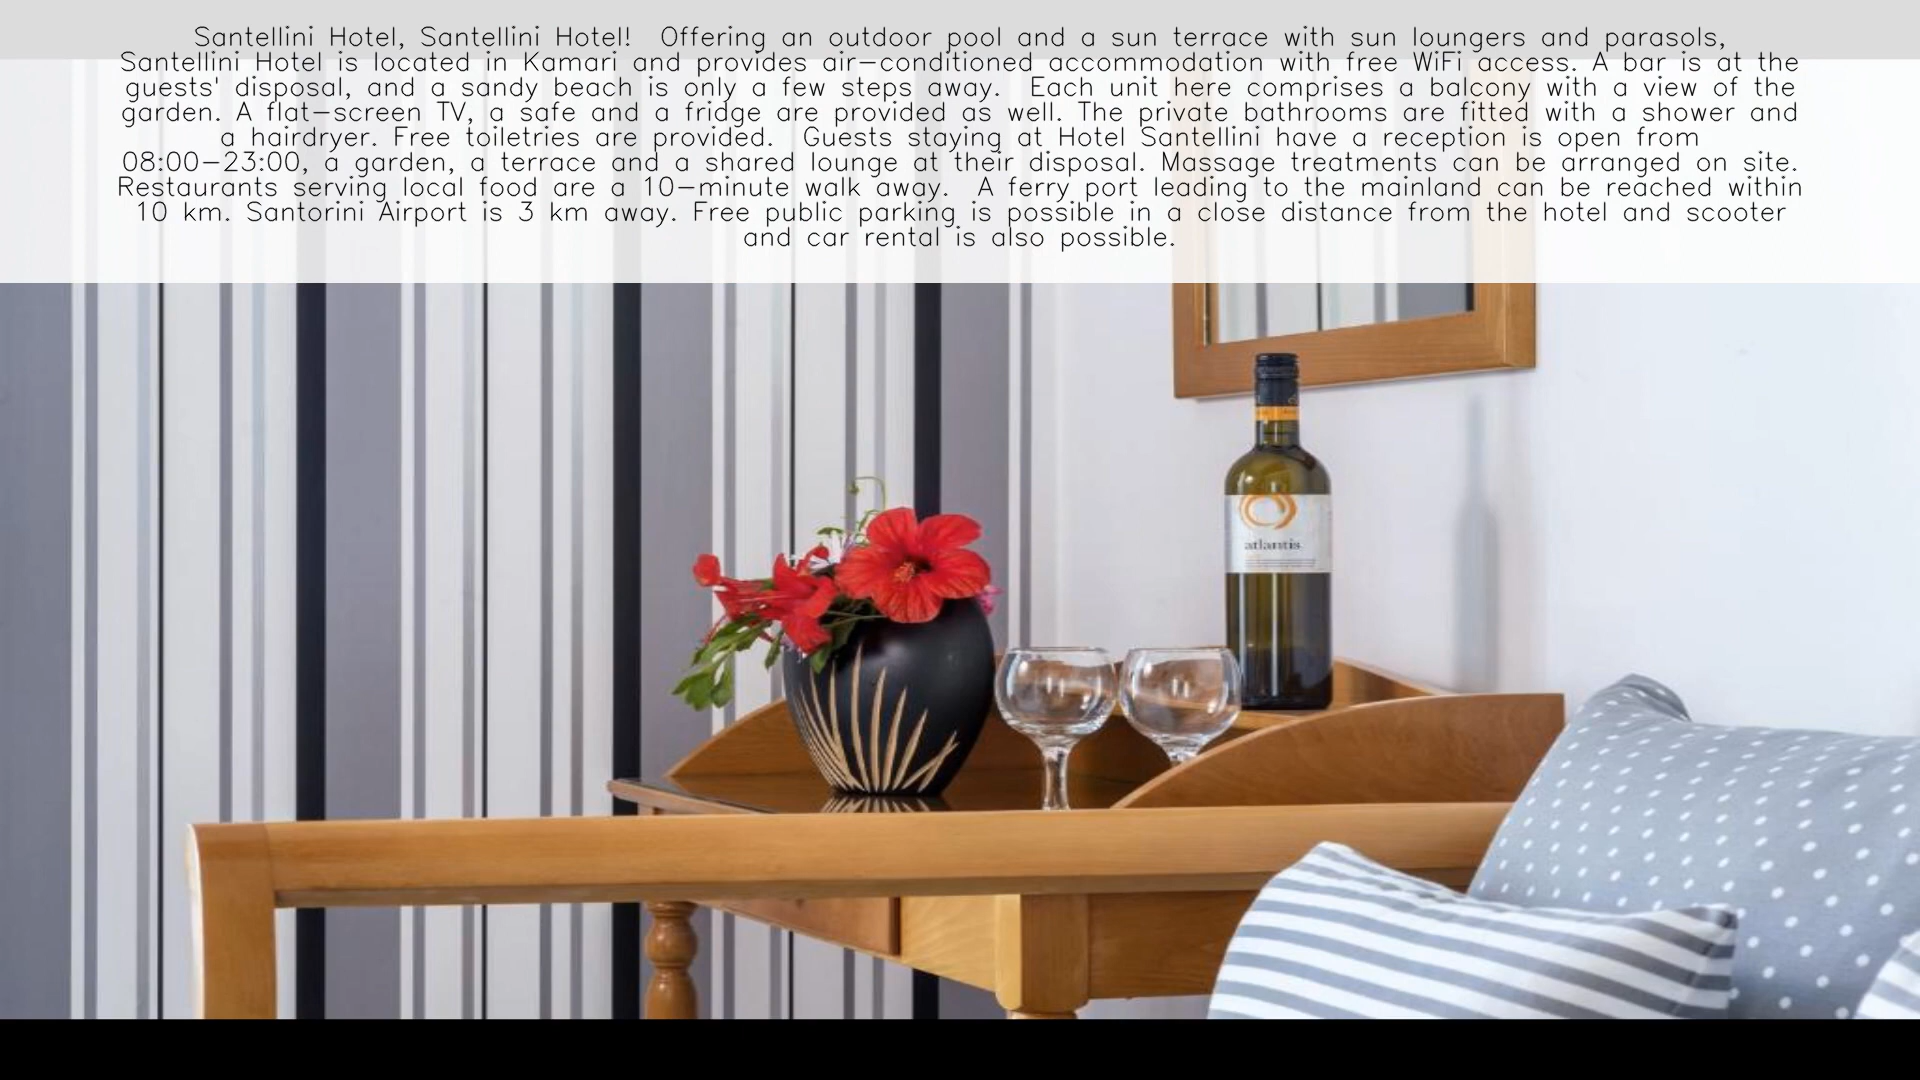 Santellini Hotel, Santellini Hotel!  Offering an outdoor pool and a sun terrace with sun loungers and parasols,
Santellini Hotel is located in Kamari and provides air-conditioned accommodation with free WiFi access. A bar is at the
guests' disposal, and a sandy beach is only a few steps away.  Each unit here comprises a balcony with a view of the
garden. A flat-screen TV, a safe and a fridge are provided as well. The private bathrooms are fitted with a shower and
a hairdryer. Free toiletries are provided.  Guests staying at Hotel Santellini have a reception is open from
08:00-23:00, a garden, a terrace and a shared lounge at their disposal. Massage treatments can be arranged on site.
Restaurants serving local food are a 10-minute walk away.  A ferry port leading to the mainland can be reached within
10 km. Santorini Airport is 3 km away. Free public parking is possible in a close distance from the hotel and scooter
and car rental is also possible.
atlantis